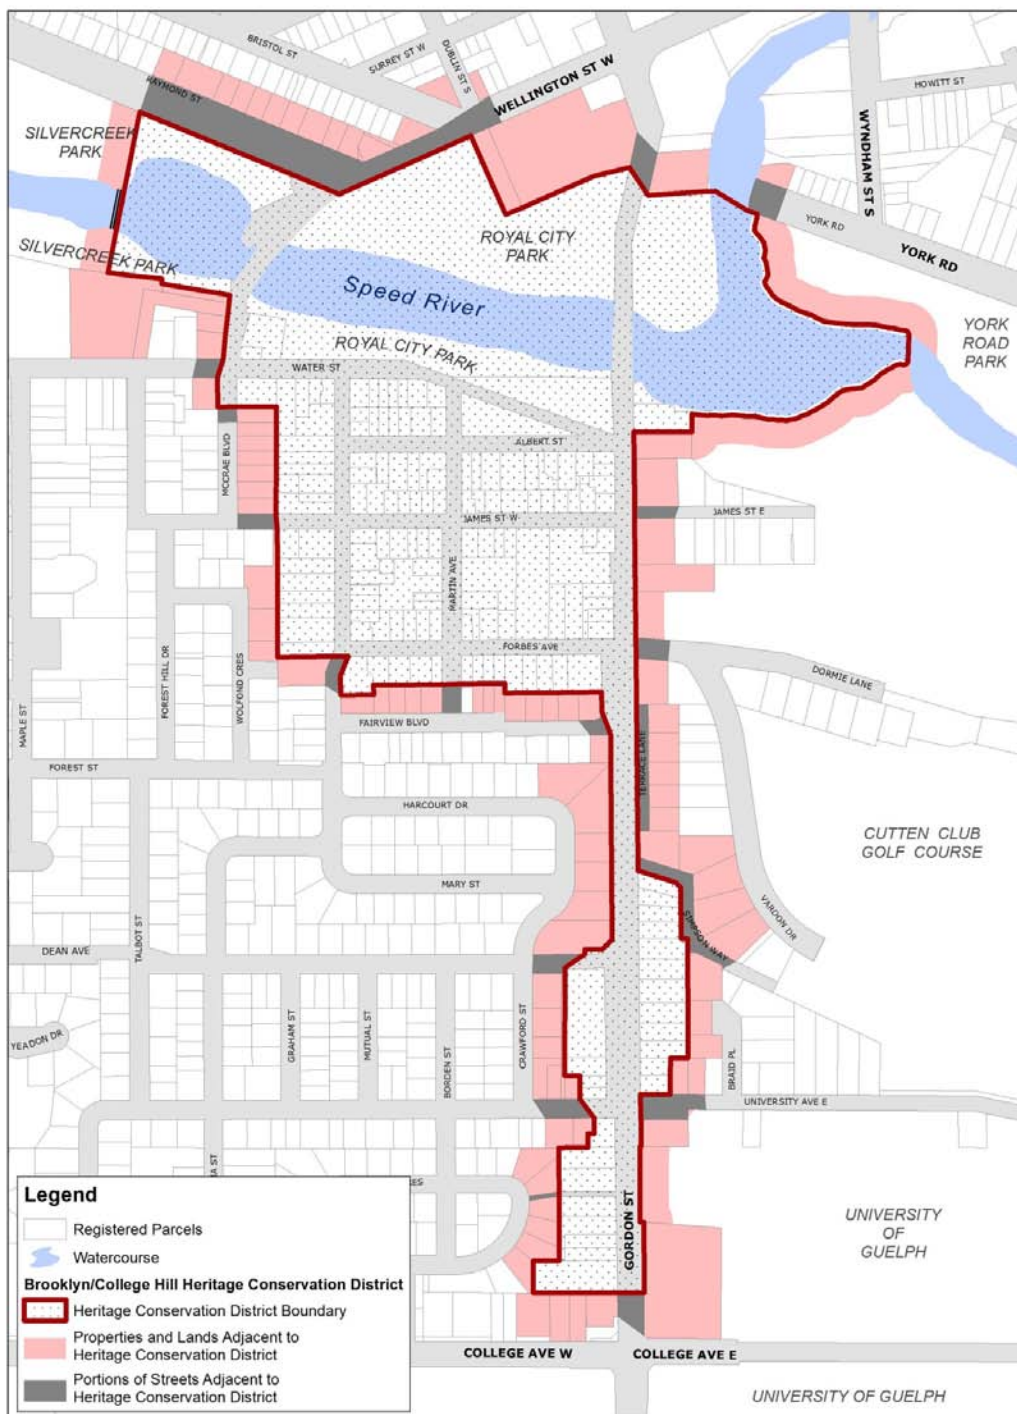 BRISTOL ST
SURREY ST W
DUBLIN ST S
WELLINGTON ST W
HOWITT ST
RAYMOND ST
WYNDHAM ST S
SILVERCREEK
PARK
YORK RD
YORK RD
ROYAL CITY
PARK
SILVERCREEK PARK
Speed River
YORK
ROAD
PARK
ROYAL CITY PARK
WATER ST
ALBERT ST
MCCRAE BLVD
JAMES ST W
JAMES ST E
MARTIN AVE
FORBES AVE
FOREST HILL DR
WOLFOND CRES
DORMIE LANE
MAPLE ST
FAIRVIEW BLVD
TERRACE LANE
FOREST ST
HARCOURT DR
CUTTEN CLUB
GOLF COURSE
MARY ST
VARDON DR
SIMPSON WAY
TALBOT ST
DEAN AVE
YEADON DR
GRAHAM ST
MUTUAL ST
BORDEN ST
CRAWFORD ST
BRAID PL
UNIVERSITY AVE E
GORDON ST
UNIVERSITY
OF
GUELPH
Legend
Registered Parcels
Watercourse
Brooklyn/College Hill Heritage Conservation District
Heritage Conservation District Boundary
Properties and Lands Adjacent to
Heritage Conservation District
Portions of Streets Adjacent to
Heritage Conservation District
COLLEGE AVE W
COLLEGE AVE E
UNIVERSITY OF GUELPH